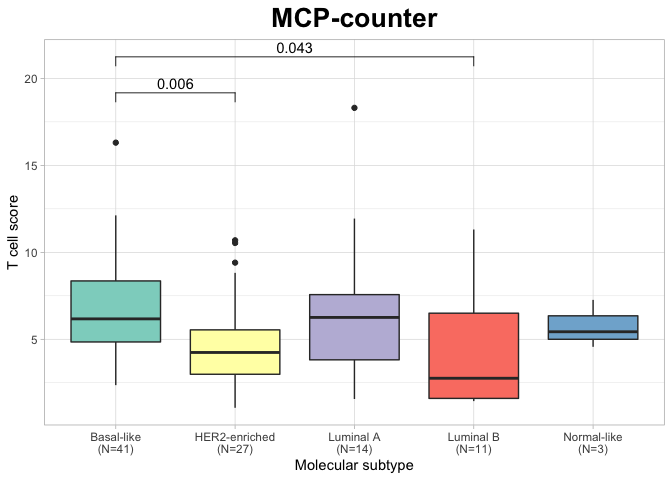 MCP-counter
0.043
0.006
T cell score
20
15
10
5
Basal-like
(N=41)
HER2-enriched
(N=27)
Luminal A
(N=14)
Luminal B
(N=11)
Normal-like
(N=3)
Molecular subtype